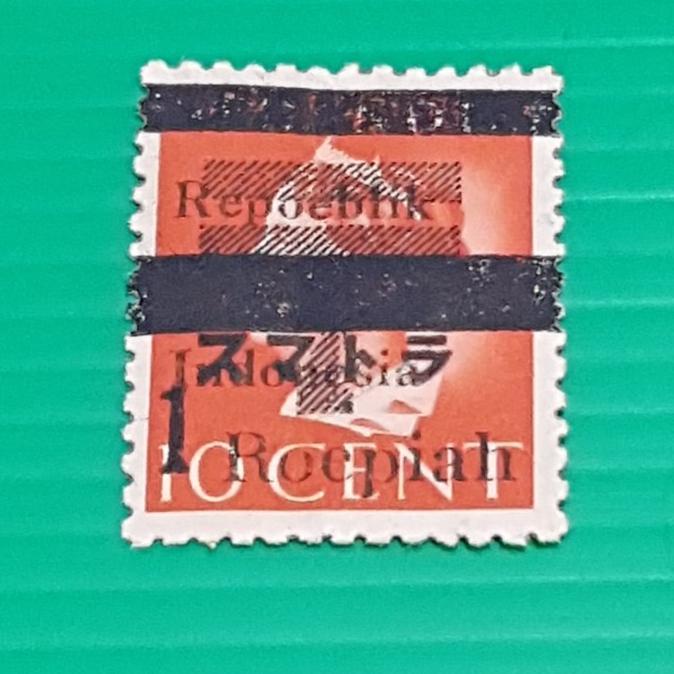 Repoeblik
スマトラ
Indonesia
1 Roepiah
10 CENT